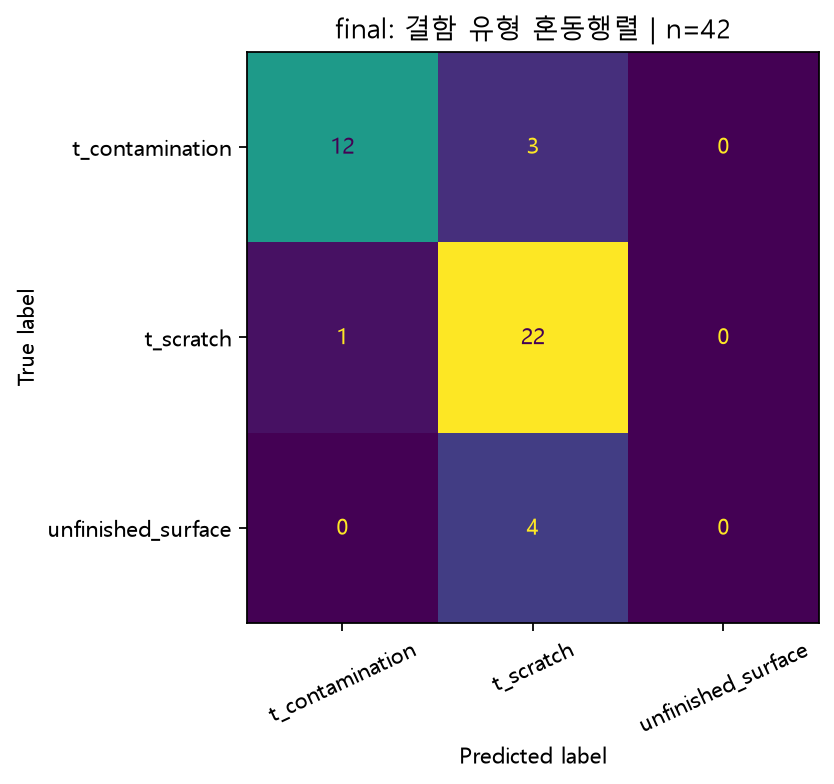 final: 결함 유형 혼동행렬 | n=42
True label
t_contamination
12 3 0
t_scratch
1 22 0
unfinished_surface
0 4 0
t_contamination
t_scratch
unfinished_surface
Predicted label